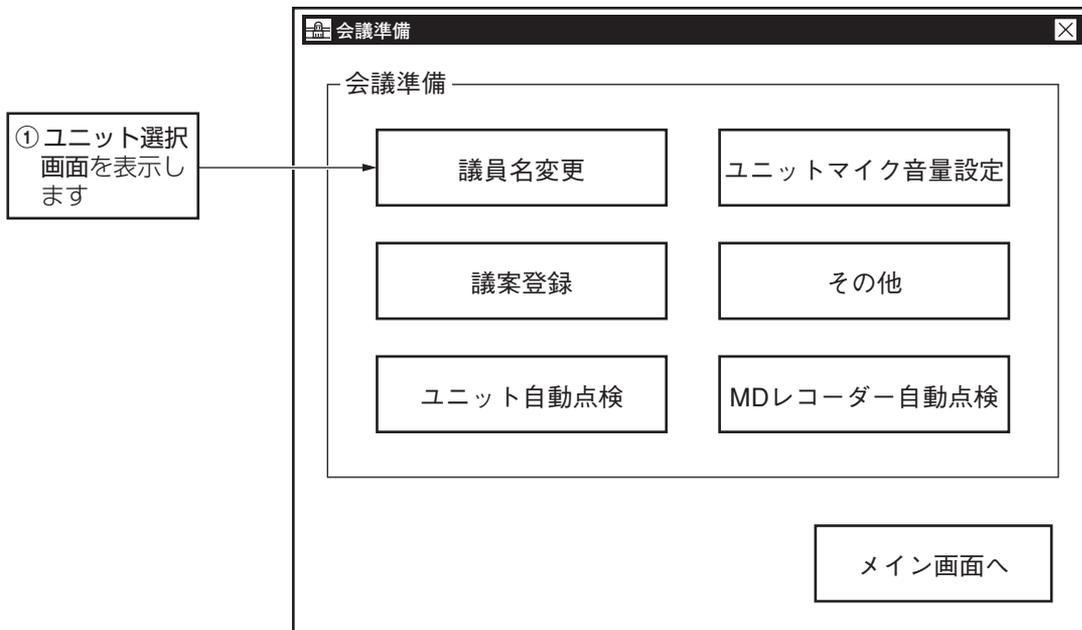 会議準備
会議準備
① ユニット選択
画面を表示し
ます
議員名変更
ユニットマイク音量設定
議案登録
その他
ユニット自動点検
MDレコーダー自動点検
メイン画面へ